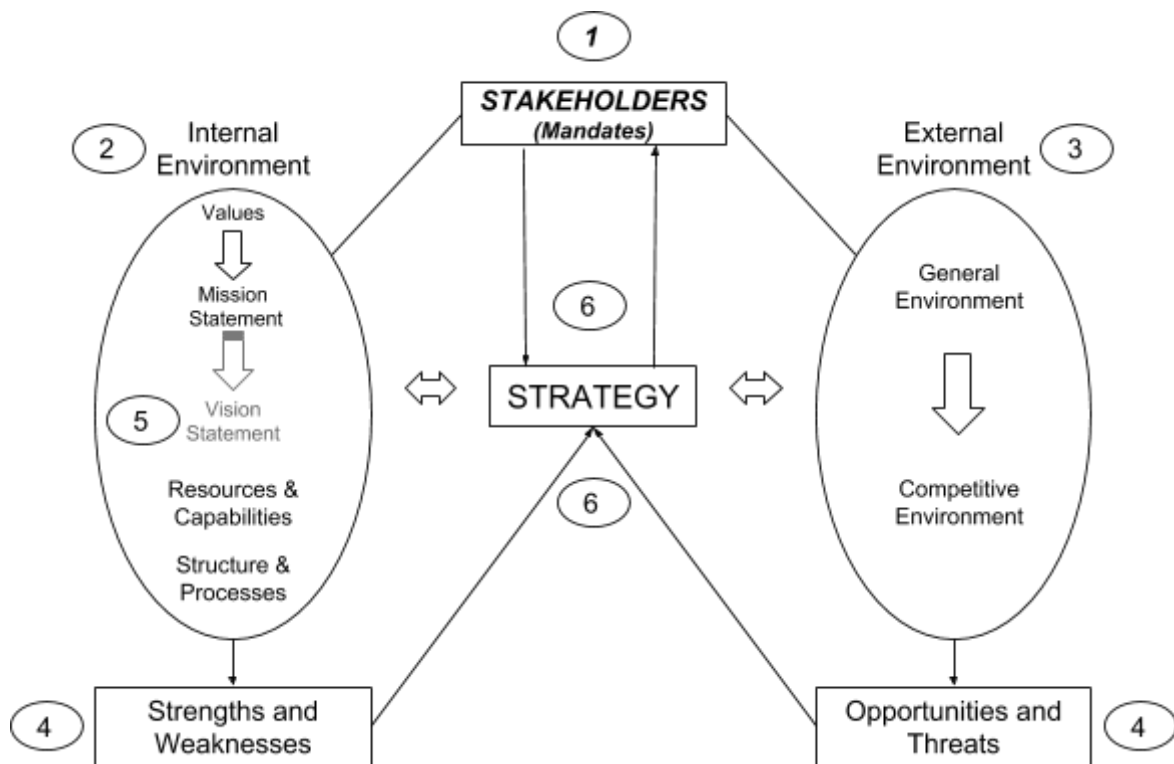 1
STAKEHOLDERS
(Mandates)
2
Internal
Environment
External
Environment
3
Values
Mission
Statement
5
Vision
Statement
Resources &
Capabilities
Structure &
Processes
6
STRATEGY
6
General
Environment
Competitive
Environment
4
Strengths and
Weaknesses
Opportunities and
Threats
4